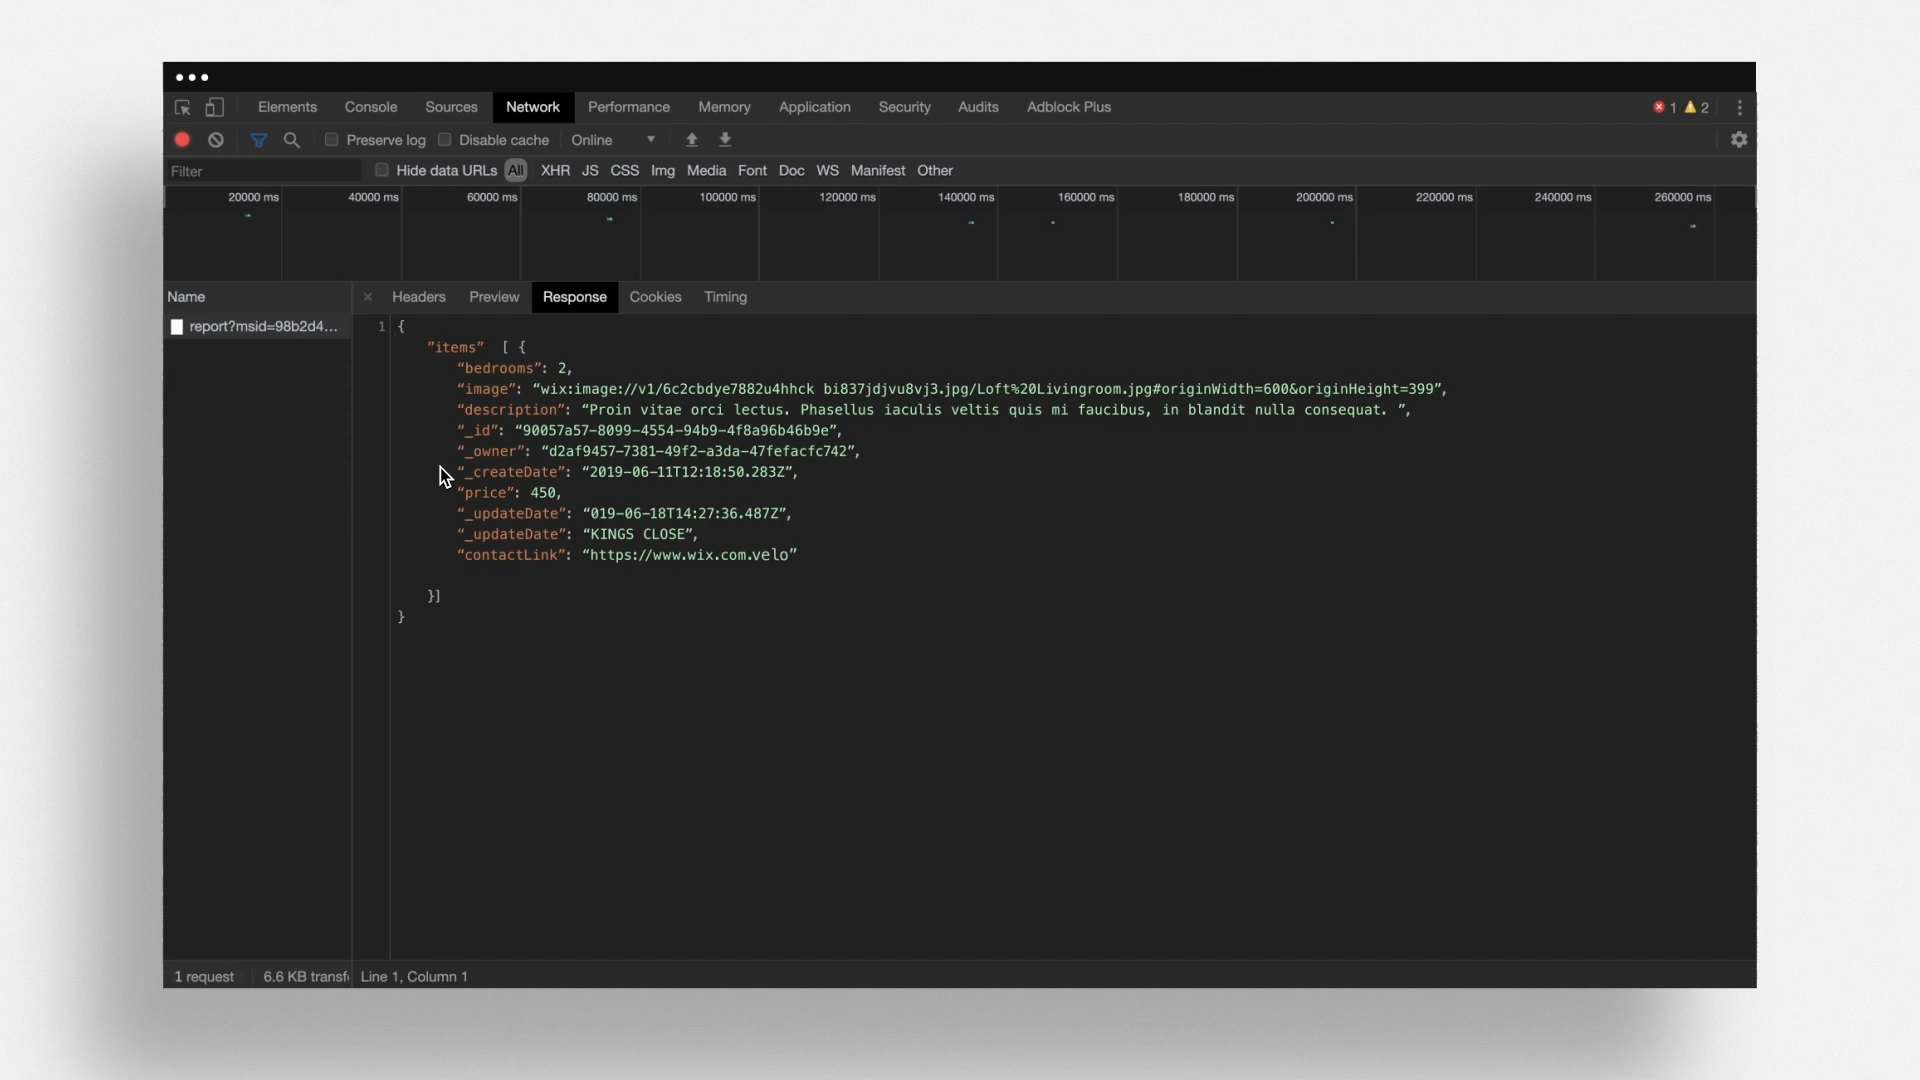 Elements Console Sources Network Performance Memory Application Security Audits Adblock Plus 1 2
Preserve log Disable cache Online
Filter Hide data URLs All XHR JS CSS Img Media Font Doc WS Manifest Other
20000 ms 40000 ms 60000 ms 80000 ms 100000 ms 120000 ms 140000 ms 160000 ms 180000 ms 200000 ms 220000 ms 240000 ms 260000 ms
Name Headers Preview Response Cookies Timing
report?msid=98b2d4...
1 {
”items” [ {
“bedrooms”: 2,
“image”: “wix:image://v1/6c2cbdye7882u4hhck bi837jdjvu8vj3.jpg/Loft%20Livingroom.jpg#originWidth=600&originHeight=399”,
“description”: “Proin vitae orci lectus. Phasellus iaculis veltis quis mi faucibus, in blandit nulla consequat. ”,
“_id”: “90057a57-8099-4554-94b9-4f8a96b46b9e”,
“_owner”: “d2af9457-7381-49f2-a3da-47fefacfc742”,
“_createDate”: “2019-06-11T12:18:50.283Z”,
“price”: 450,
“_updateDate”: “019-06-18T14:27:36.487Z”,
“_updateDate”: “KINGS CLOSE”,
“contactLink”: “https://www.wix.com.velo”
}]
}
1 request 6.6 KB transf Line 1, Column 1